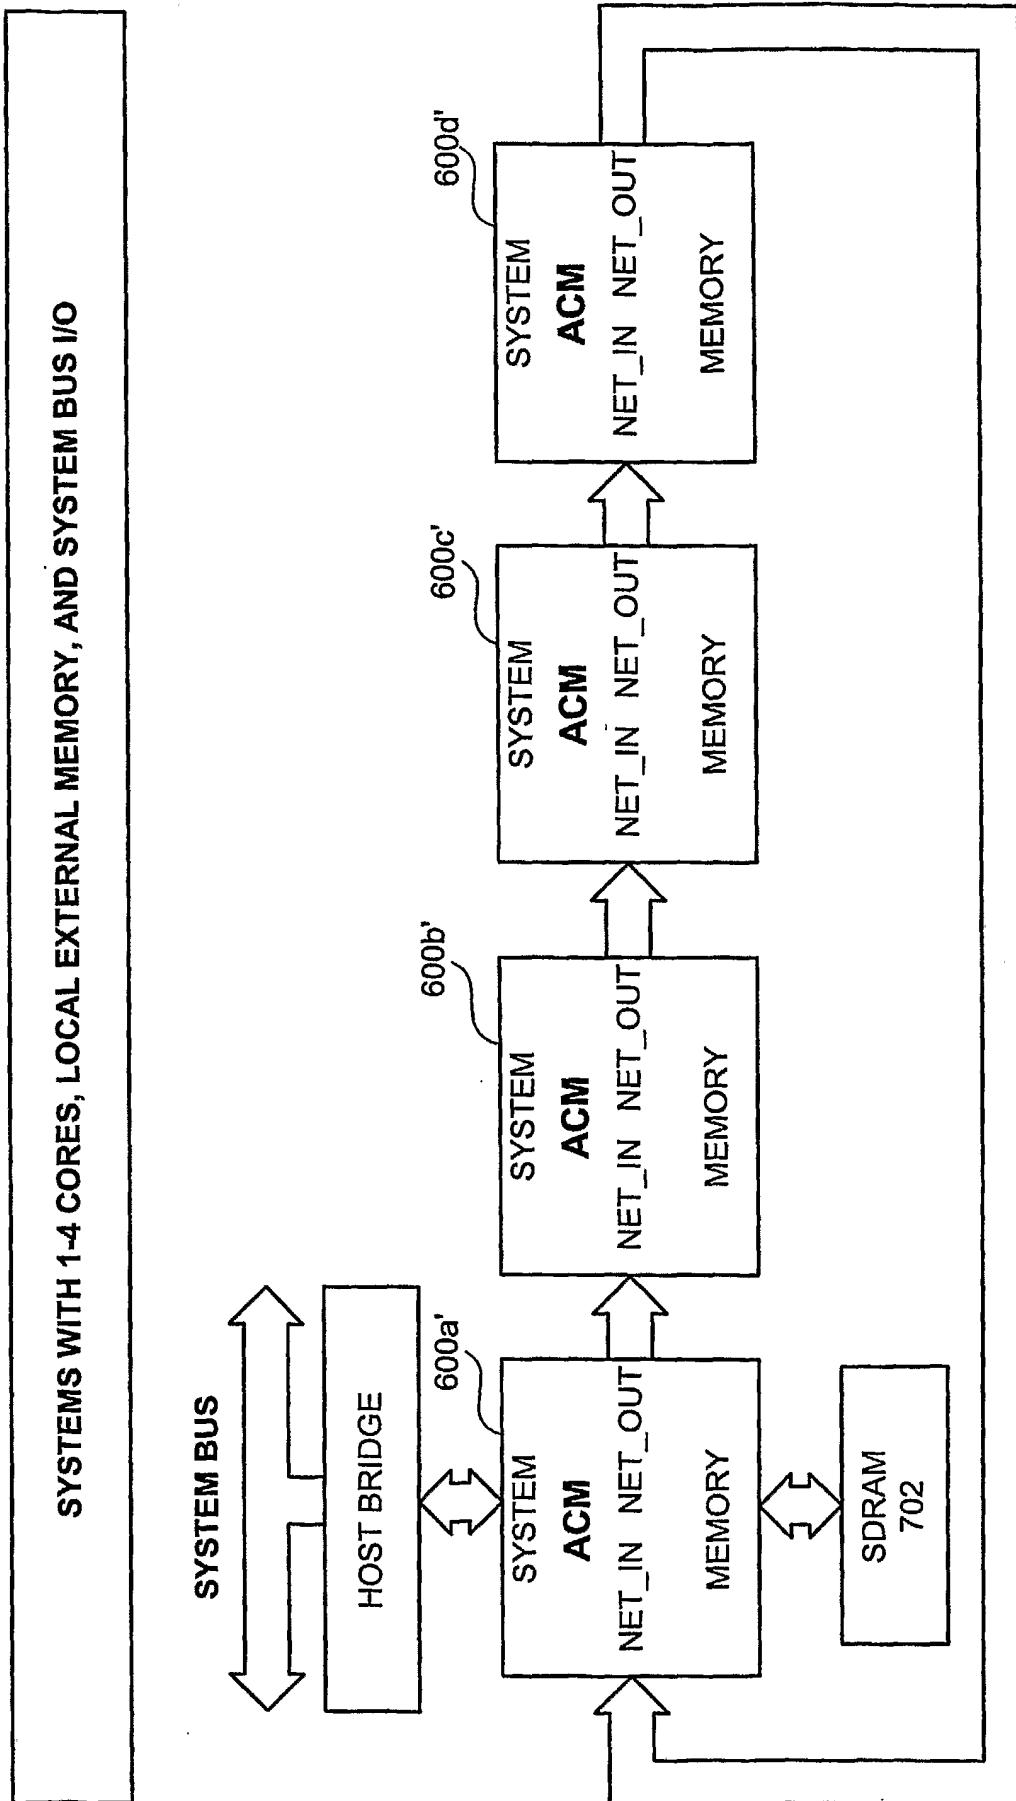 SYSTEMS WITH 1-4 CORES, LOCAL EXTERNAL MEMORY, AND SYSTEM BUS I/O
SYSTEM BUS
HOST BRIDGE
600a'
SYSTEM
ACM
NET_IN NET_OUT
MEMORY
SDRAM
702
600b'
SYSTEM
ACM
NET_IN NET_OUT
MEMORY
600c'
SYSTEM
ACM
NET_IN NET_OUT
MEMORY
600d'
SYSTEM
ACM
NET_IN NET_OUT
MEMORY